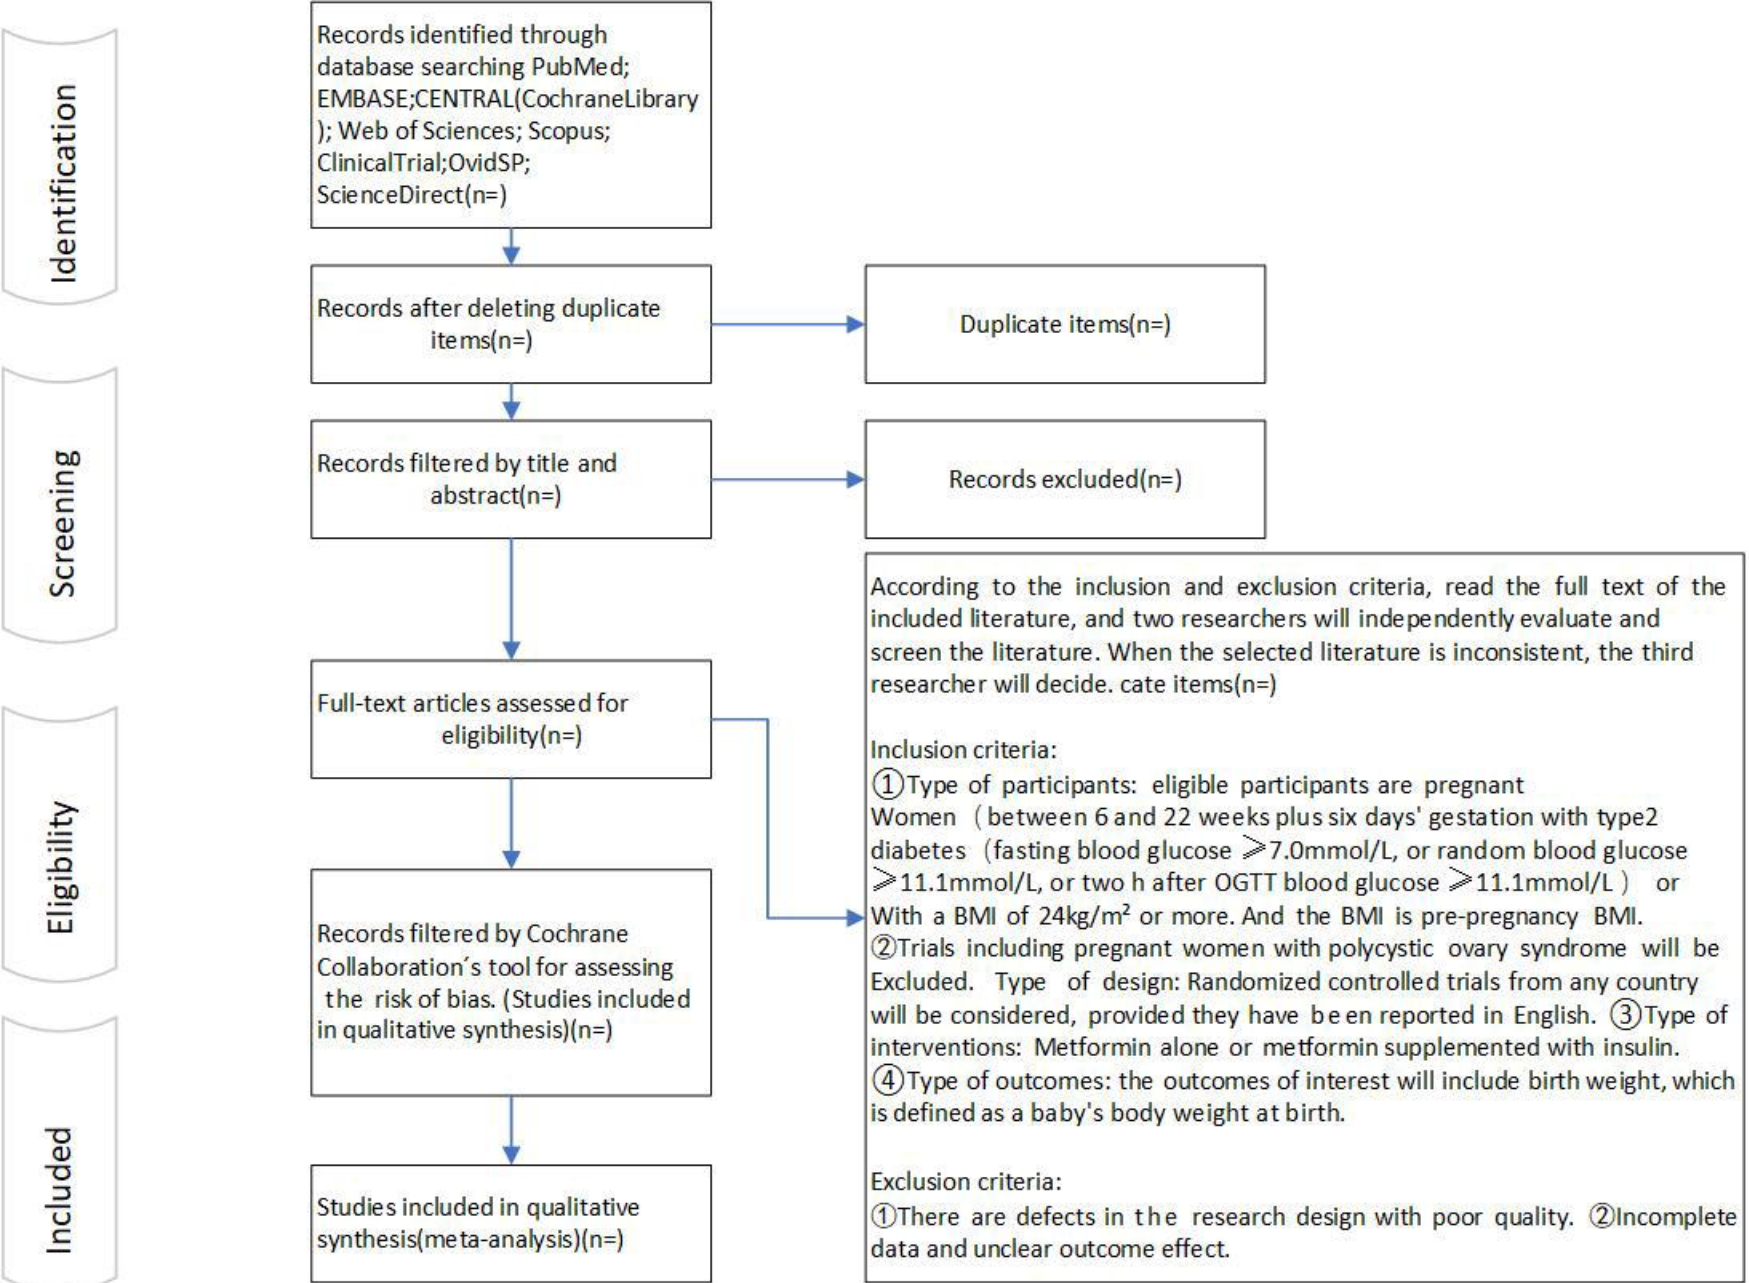 Identification
Records identified through
database searching PubMed;
EMBASE;CENTRAL(CochraneLibrary
); Web of Sciences; Scopus;
ClinicalTrial;OvidSP;
ScienceDirect(n=)
Records after deleting duplicate
items(n=)
Duplicate items(n=)
Screening
Records filtered by title and
abstract(n=)
Records excluded(n=)
Eligibility
Full-text articles assessed for
eligibility(n=)
According to the inclusion and exclusion criteria, read the full text of the
included literature, and two researchers will independently evaluate and
screen the literature. When the selected literature is inconsistent, the third
researcher will decide. cate items(n=)
Inclusion criteria:
①Type of participants: eligible participants are pregnant
Women（between 6 and 22 weeks plus six days' gestation with type2
diabetes（fasting blood glucose ⩾7.0mmol/L, or random blood glucose
⩾11.1mmol/L, or two h after OGTT blood glucose ⩾11.1mmol/L） or
With a BMI of 24kg/m² or more. And the BMI is pre-pregnancy BMI.
②Trials including pregnant women with polycystic ovary syndrome will be
Excluded. Type of design: Randomized controlled trials from any country
will be considered, provided they have been reported in English. ③Type of
interventions: Metformin alone or metformin supplemented with insulin.
④Type of outcomes: the outcomes of interest will include birth weight, which
is defined as a baby's body weight at birth.
Exclusion criteria:
①There are defects in the research design with poor quality. ②Incomplete
data and unclear outcome effect.
Records filtered by Cochrane
Collaboration´s tool for assessing
the risk of bias. (Studies included
in qualitative synthesis)(n=)
Included
Studies included in qualitative
synthesis(meta-analysis)(n=)